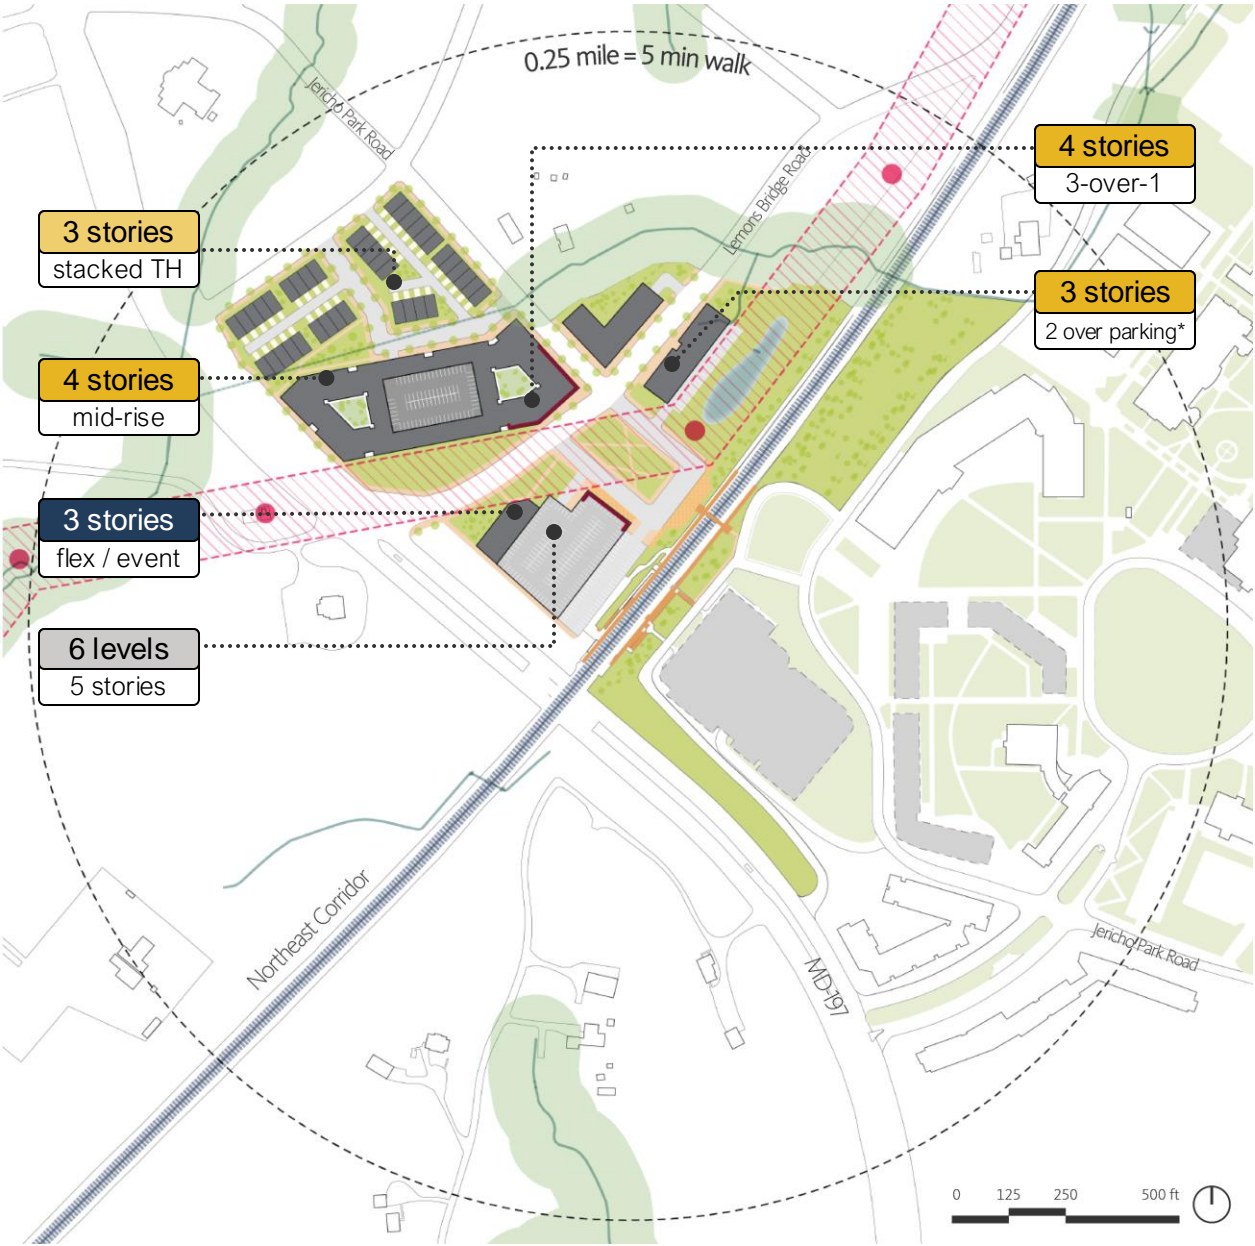 0.25 mile = 5 min walk
Jericho Park Road
Lemons Bridge Road
4 stories
3-over-1
3 stories
stacked TH
3 stories
2 over parking*
4 stories
mid-rise
3 stories
flex / event
6 levels
5 stories
Northeast Corridor
MD-197
Jericho Park Road
0 125 250 500 ft